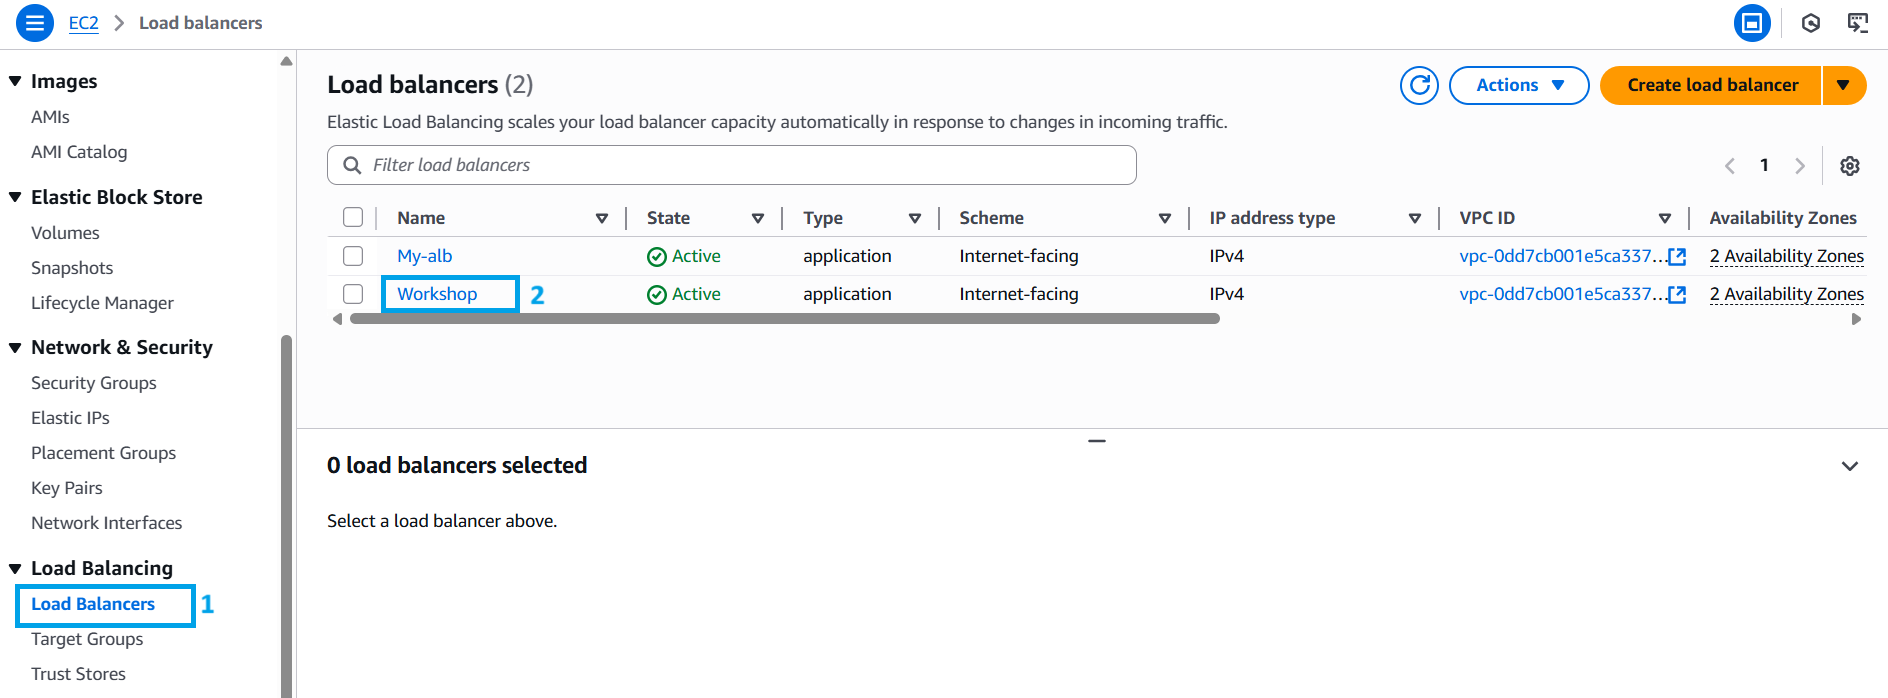 EC2 > Load balancers
Images
AMIs
AMI Catalog
Elastic Block Store
Volumes
Snapshots
Lifecycle Manager
Network & Security
Security Groups
Elastic IPs
Placement Groups
Key Pairs
Network Interfaces
Load Balancing
Load Balancers 1
Target Groups
Trust Stores
Load balancers (2)
Actions
Create load balancer
Elastic Load Balancing scales your load balancer capacity automatically in response to changes in incoming traffic.
Filter load balancers
1
Name State Type Scheme IP address type VPC ID Availability Zones
My-alb Active application Internet-facing IPv4 vpc-0dd7cb001e5ca337... 2 Availability Zones
Workshop 2 Active application Internet-facing IPv4 vpc-0dd7cb001e5ca337... 2 Availability Zones
0 load balancers selected
Select a load balancer above.